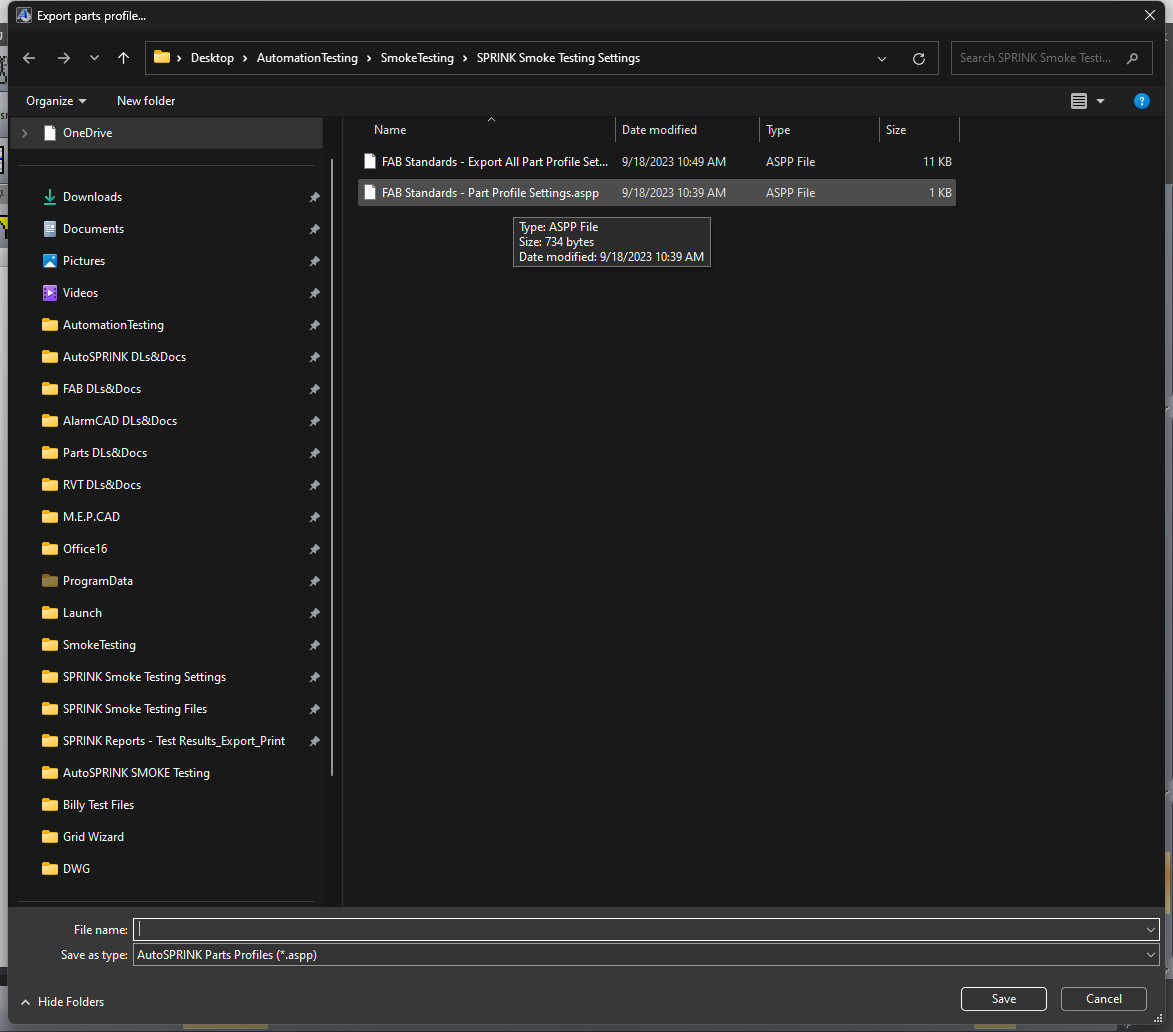 Export parts profile...
Desktop > AutomationTesting > SmokeTesting > SPRINK Smoke Testing Settings
Search SPRINK Smoke Testi...
Organize
New folder
?
OneDrive
Downloads
Documents
Pictures
Videos
AutomationTesting
AutoSPRINK DLs&Docs
FAB DLs&Docs
AlarmCAD DLs&Docs
Parts DLs&Docs
RVT DLs&Docs
M.E.P.CAD
Office16
ProgramData
Launch
SmokeTesting
SPRINK Smoke Testing Settings
SPRINK Smoke Testing Files
SPRINK Reports - Test Results_Export_Print
AutoSPRINK SMOKE Testing
Billy Test Files
Grid Wizard
DWG
Name Date modified Type Size
FAB Standards - Export All Part Profile Set... 9/18/2023 10:49 AM ASPP File 11 KB
FAB Standards - Part Profile Settings.aspp 9/18/2023 10:39 AM ASPP File 1 KB
Type: ASPP File
Size: 734 bytes
Date modified: 9/18/2023 10:39 AM
File name:
Save as type: AutoSPRINK Parts Profiles (*.aspp)
Hide Folders
Save
Cancel